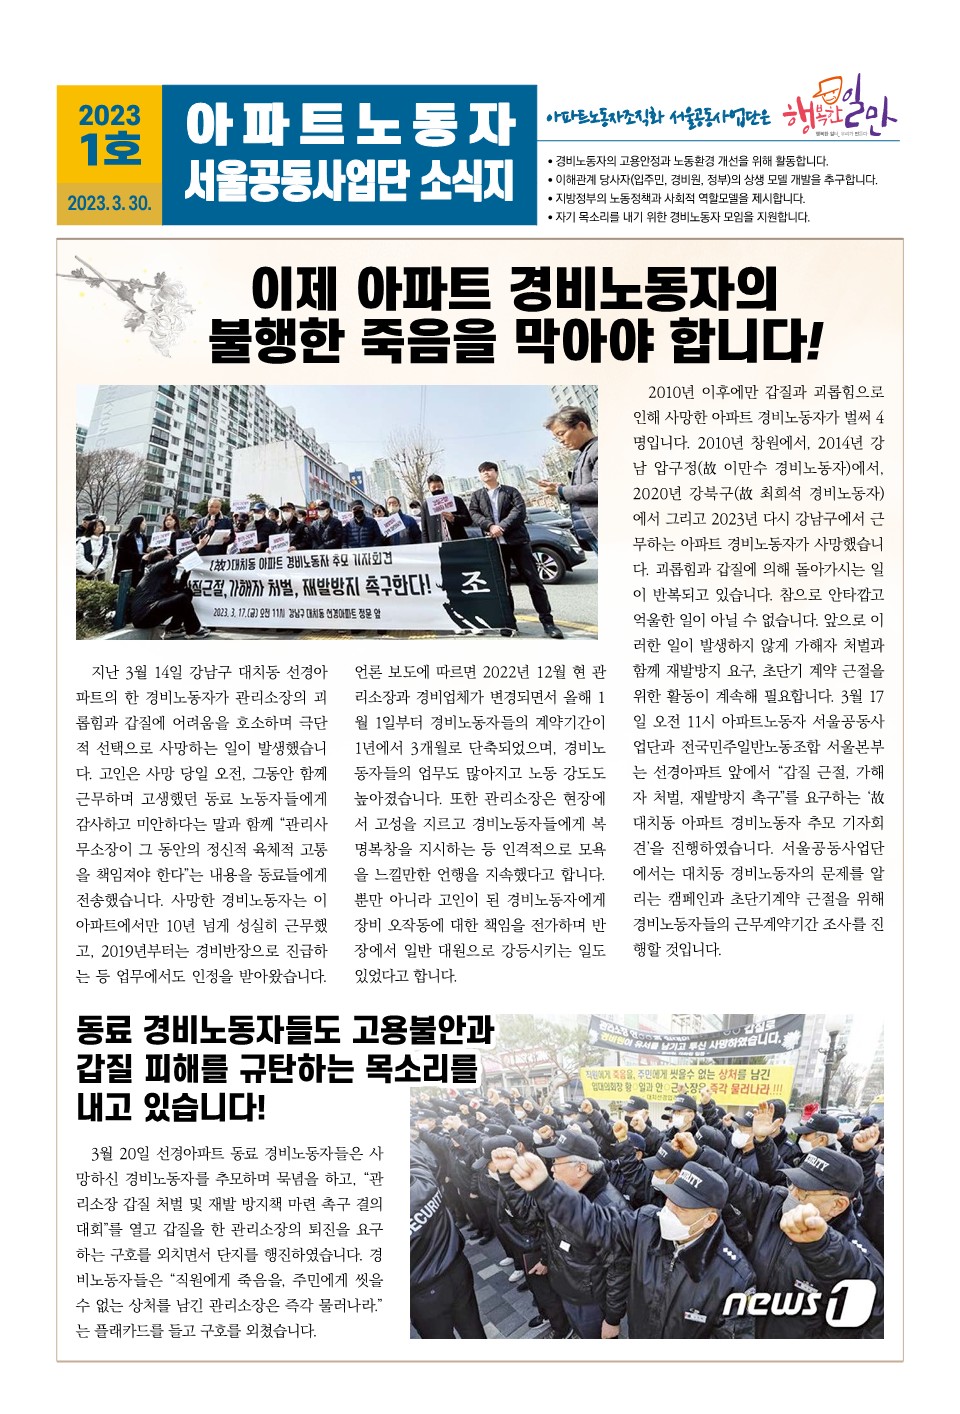 2023
1호
2023. 3. 30.
아파트노동자
서울공동사업단 소식지
아파트노동자조직화 서울공동사업단은
행복한일만
• 경비노동자의 고용안정과 노동환경 개선을 위해 활동합니다.
• 이해관계 당사자(입주민, 경비원, 정부)의 상생 모델 개발을 추구합니다.
• 지방정부의 노동정책과 사회적 역할모델을 제시합니다.
• 자기 목소리를 내기 위한 경비노동자 모임을 지원합니다.
이제 아파트 경비노동자의
불행한 죽음을 막아야 합니다!
(故)대치동 아파트 경비노동자 추모 기자회견
질근절, 가해자 처벌, 재발방지 촉구한다!
2023. 3. 17.(금) 오전 11시 강남구 대치동 선경아파트 정문 앞
조
지난 3월 14일 강남구 대치동 선경아
파트의 한 경비노동자가 관리소장의 괴
롭힘과 갑질에 어려움을 호소하며 극단
적 선택으로 사망하는 일이 발생했습니
다. 고인은 사망 당일 오전, 그동안 함께
근무하며 고생했던 동료 노동자들에게
감사하고 미안하다는 말과 함께 “관리사
무소장이 그 동안의 정신적 육체적 고통
을 책임져야 한다”는 내용을 동료들에게
전송했습니다. 사망한 경비노동자는 이
아파트에서만 10년 넘게 성실히 근무했
고, 2019년부터는 경비반장으로 진급하
는 등 업무에서도 인정을 받아왔습니다.
언론 보도에 따르면 2022년 12월 현 관
리소장과 경비업체가 변경되면서 올해 1
월 1일부터 경비노동자들의 계약기간이
1년에서 3개월로 단축되었으며, 경비노
동자들의 업무도 많아지고 노동 강도도
높아졌습니다. 또한 관리소장은 현장에
서 고성을 지르고 경비노동자들에게 복
명복창을 지시하는 등 인격적으로 모욕
을 느낄만한 언행을 지속했다고 합니다.
뿐만 아니라 고인이 된 경비노동자에게
장비 오작동에 대한 책임을 전가하며 반
장에서 일반 대원으로 강등시키는 일도
있었다고 합니다.
2010년 이후에만 갑질과 괴롭힘으로
인해 사망한 아파트 경비노동자가 벌써 4
명입니다. 2010년 창원에서, 2014년 강
남 압구정(故 이만수 경비노동자)에서,
2020년 강북구(故 최희석 경비노동자)
에서 그리고 2023년 다시 강남구에서 근
무하는 아파트 경비노동자가 사망했습니
다. 괴롭힘과 갑질에 의해 돌아가시는 일
이 반복되고 있습니다. 참으로 안타깝고
억울한 일이 아닐 수 없습니다. 앞으로 이
러한 일이 발생하지 않게 가해자 처벌과
함께 재발방지 요구, 초단기 계약 근절을
위한 활동이 계속해 필요합니다. 3월 17
일 오전 11시 아파트노동자 서울공동사
업단과 전국민주일반노동조합 서울본부
는 선경아파트 앞에서 “갑질 근절, 가해
자 처벌, 재발방지 촉구”를 요구하는 ‘故
대치동 아파트 경비노동자 추모 기자회
견’을 진행하였습니다. 서울공동사업단
에서는 대치동 경비노동자의 문제를 알
리는 캠페인과 초단기계약 근절을 위해
경비노동자들의 근무계약기간 조사를 진
행할 것입니다.
동료 경비노동자들도 고용불안과
갑질 피해를 규탄하는 목소리를
내고 있습니다!
3월 20일 선경아파트 동료 경비노동자들은 사
망하신 경비노동자를 추모하며 묵념을 하고, “관
리소장 갑질 처벌 및 재발 방지책 마련 촉구 결의
대회”를 열고 갑질을 한 관리소장의 퇴진을 요구
하는 구호를 외치면서 단지를 행진하였습니다. 경
비노동자들은 “직원에게 죽음을, 주민에게 씻을
수 없는 상처를 남긴 관리소장은 즉각 물러나라.”
는 플래카드를 들고 구호를 외쳤습니다.
경비원이 유서를 남기고 투신 사망하였습니다.
직원에게 죽음을, 주민에게 씻을수 없는 상처를 남긴
즉각 물러나라!!!
SECURITY
news1